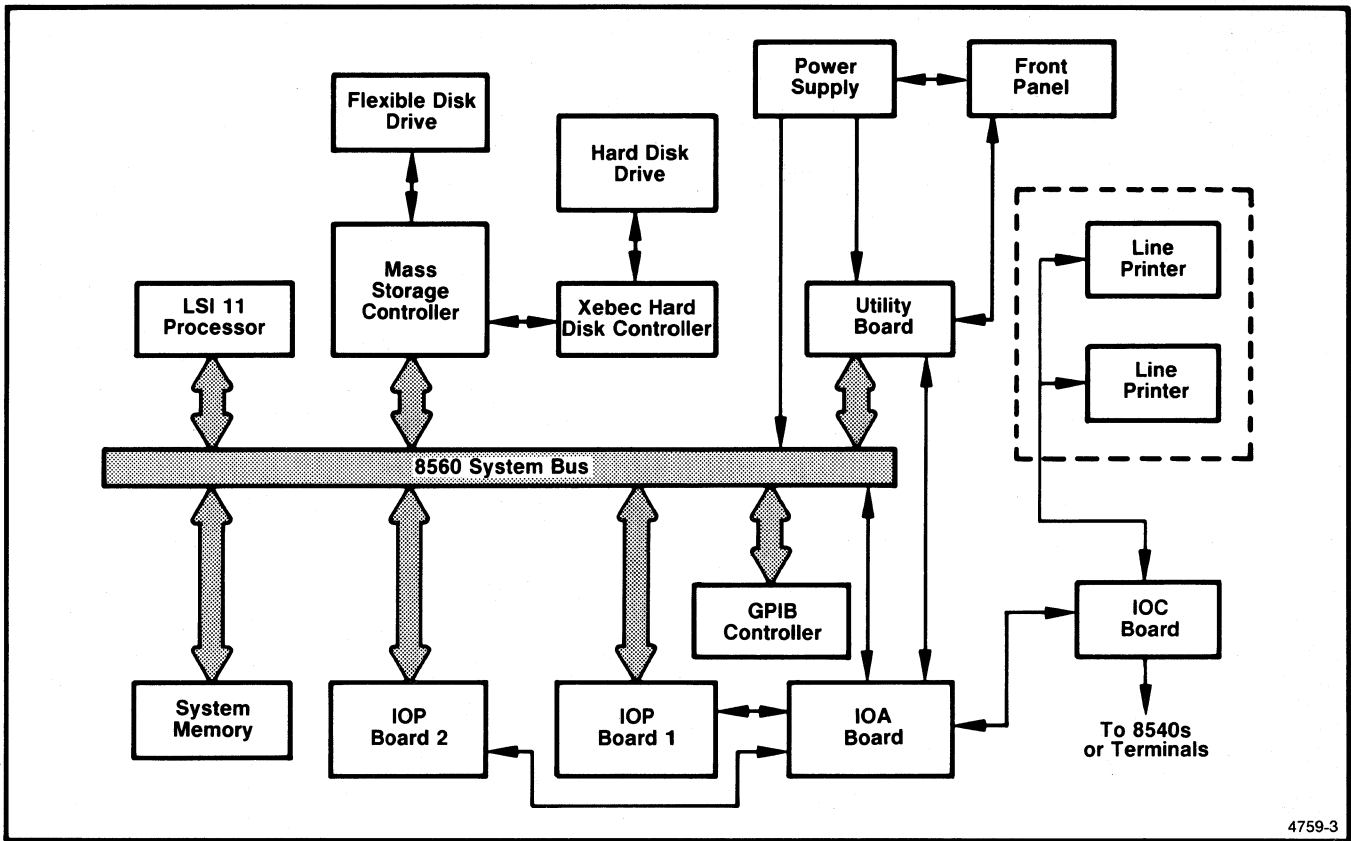 Power
Supply
Front
Panel
Flexible Disk
Drive
Hard Disk
Drive
Line
Printer
Mass
Storage
Controller
LSI 11
Processor
Xebec Hard
Disk Controller
Utility
Board
Line
Printer
8560 System Bus
GPIB
Controller
IOC
Board
System
Memory
IOP
Board 2
IOP
Board 1
IOA
Board
To 8540s
or Terminals
4759-3